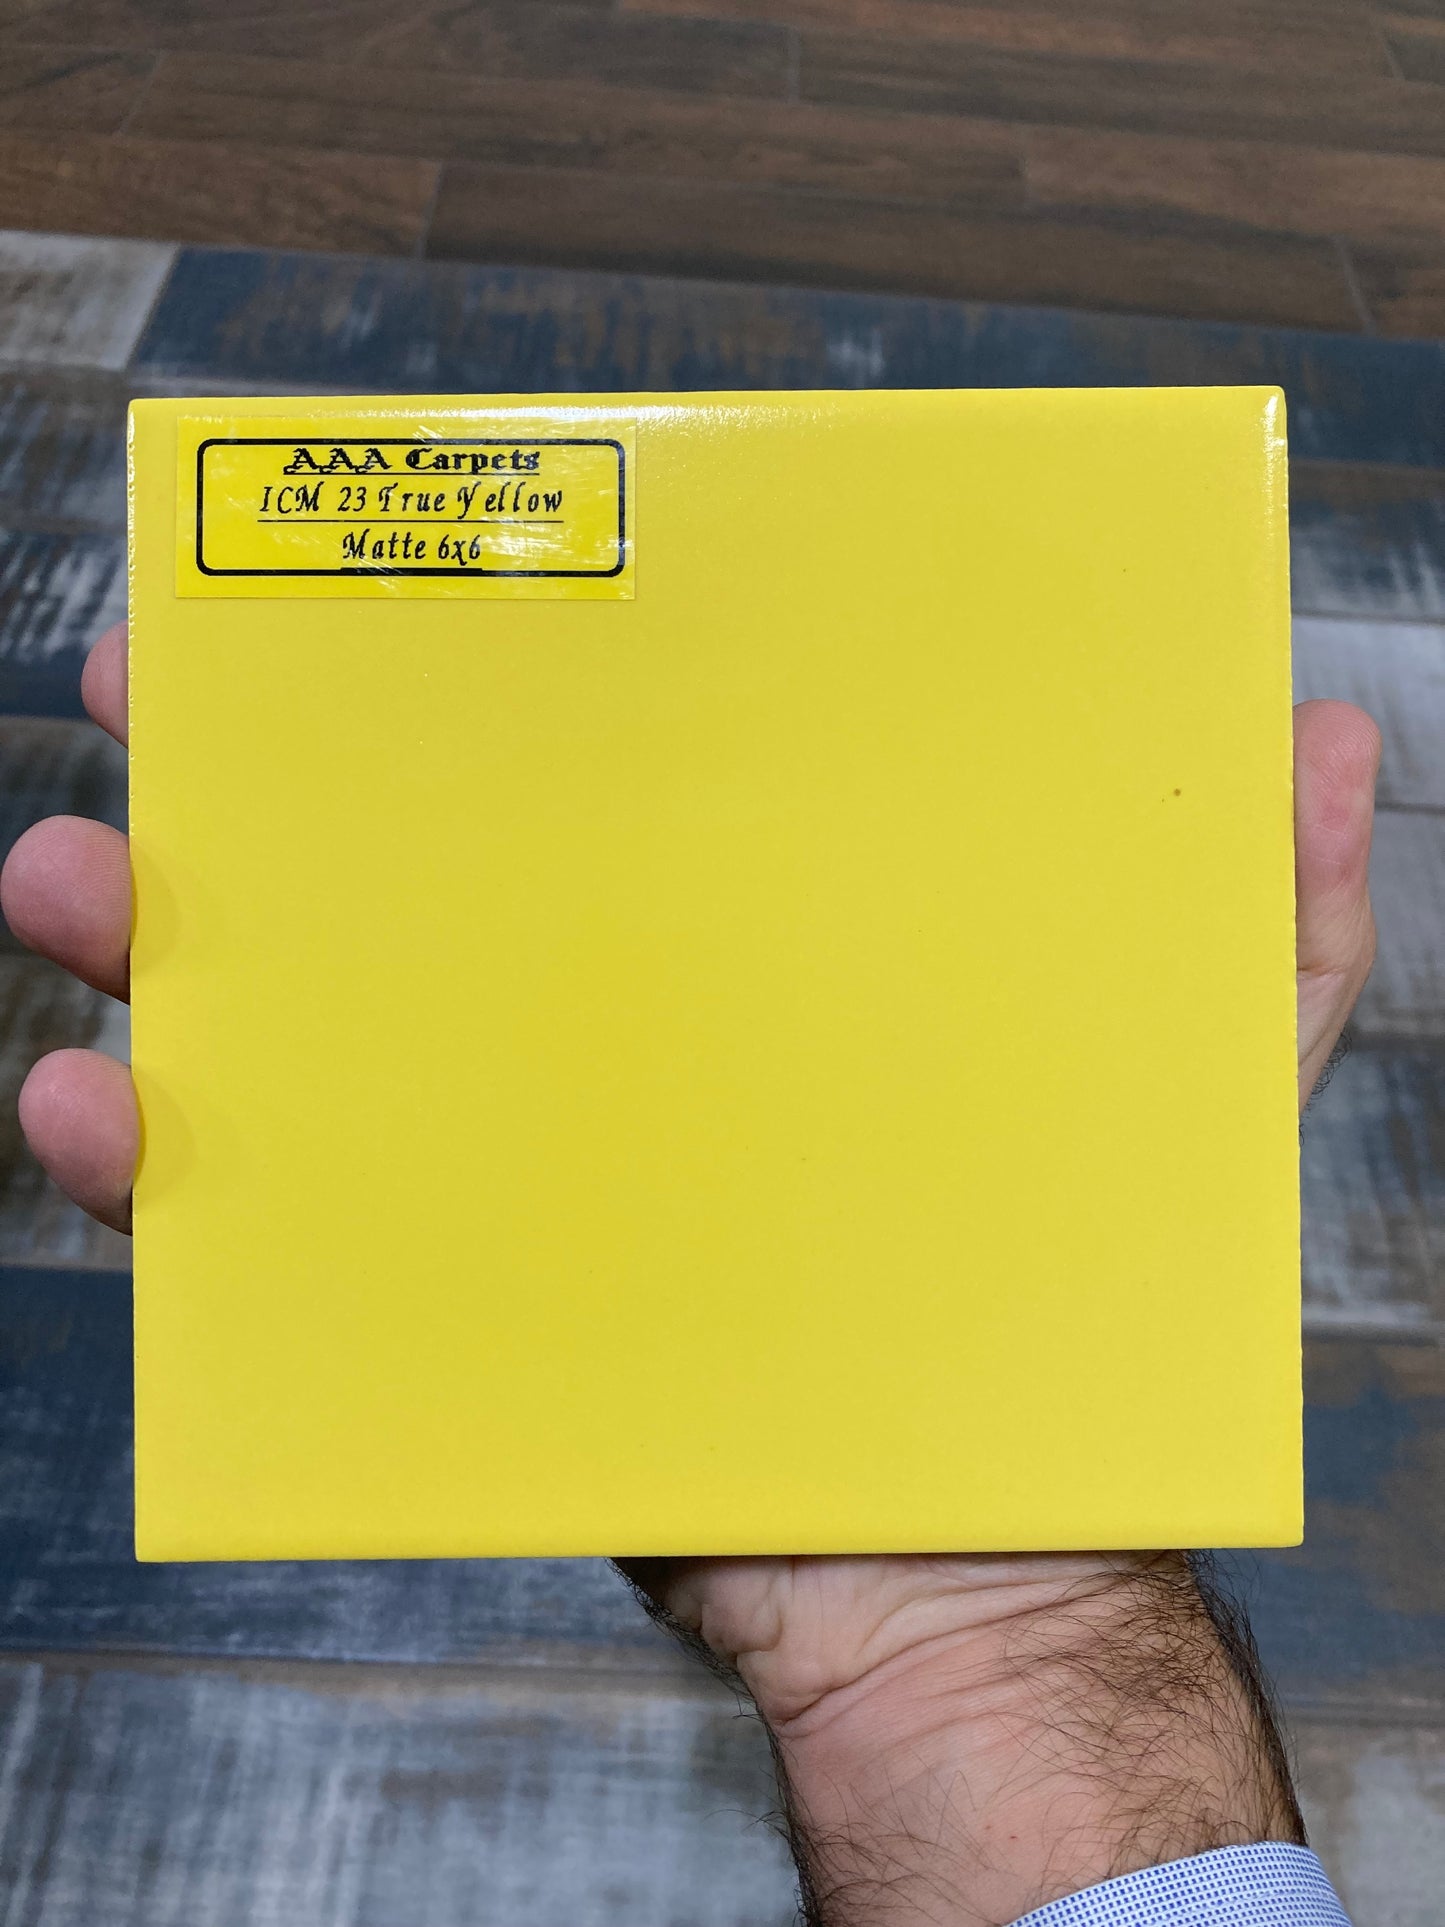 AAA Carpets
ICM 23 True Yellow
Matte 6x6